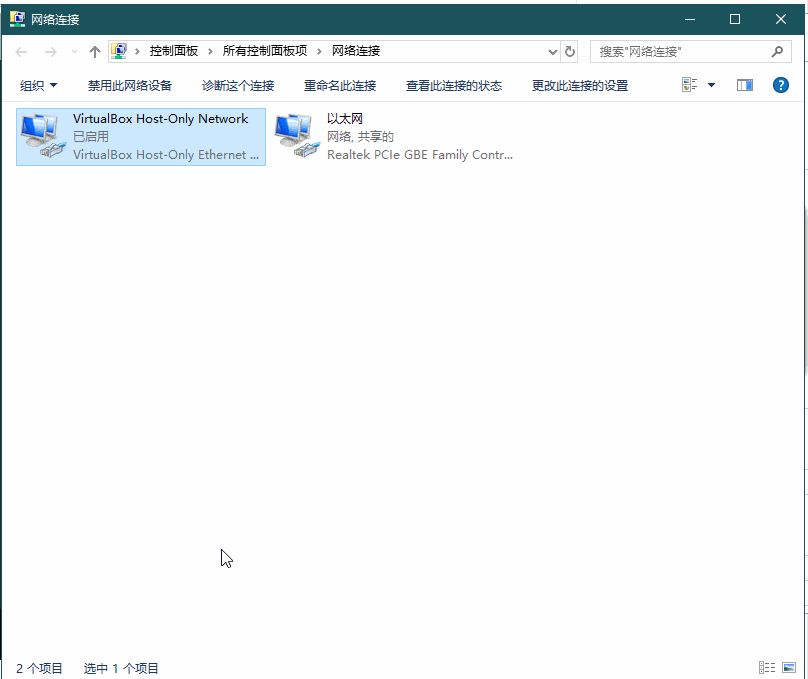 网络连接
控制面板 › 所有控制面板项 › 网络连接
搜索"网络连接"
组织 禁用此网络设备 诊断这个连接 重命名此连接 查看此连接的状态 更改此连接的设置 ?
VirtualBox Host-Only Network
已启用
VirtualBox Host-Only Ethernet ...
以太网
网络, 共享的
Realtek PCIe GBE Family Contr...
2 个项目 选中 1 个项目